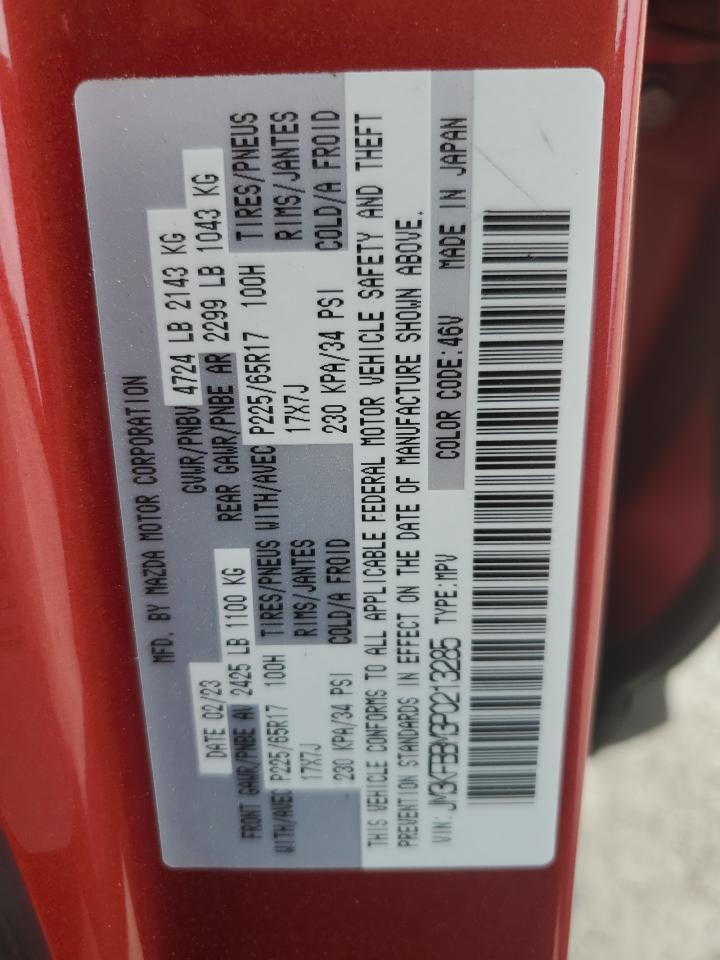 MFD. BY MAZDA MOTOR CORPORATION
DATE 02/23 GVWR/PNBV 4724 LB 2143 KG
FRONT GAWR/PNBE AV 2425 LB 1100 KG REAR GAWR/PNBE AR 2299 LB 1043 KG
WITH/AVEC P225/65R17 100H TIRES/PNEUS WITH/AVEC P225/65R17 100H TIRES/PNEUS
17X7J RIMS/JANTES 17X7J RIMS/JANTES
230 KPA/34 PSI COLD/A FROID 230 KPA/34 PSI COLD/A FROID
THIS VEHICLE CONFORMS TO ALL APPLICABLE FEDERAL MOTOR VEHICLE SAFETY AND THEFT
PREVENTION STANDARDS IN EFFECT ON THE DATE OF MANUFACTURE SHOWN ABOVE.
VIN: JM3KFBBM3P0213285 TYPE:MPV COLOR CODE:46V MADE IN JAPAN